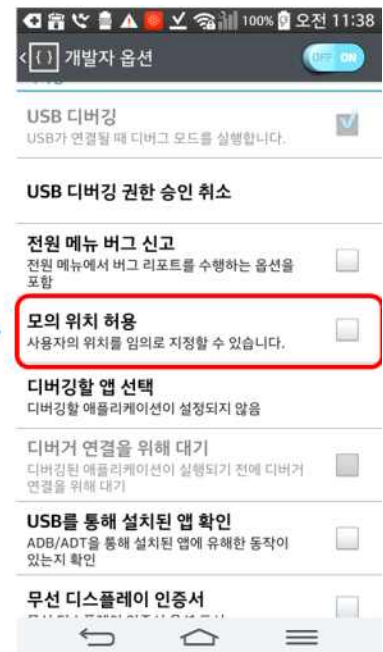 100% 오전 11:38
< { } 개발자 옵션 OFF ON
USB 디버깅
USB가 연결될 때 디버그 모드를 실행합니다.
USB 디버깅 권한 승인 취소
전원 메뉴 버그 신고
전원 메뉴에서 버그 리포트를 수행하는 옵션을
포함
모의 위치 허용
사용자의 위치를 임의로 지정할 수 있습니다.
디버깅할 앱 선택
디버깅할 애플리케이션이 설정되지 않음
디버거 연결을 위해 대기
디버깅된 애플리케이션이 실행되기 전에 디버거
연결을 위해 대기
USB를 통해 설치된 앱 확인
ADB/ADT을 통해 설치된 앱에 유해한 동작이
있는지 확인
무선 디스플레이 인증서